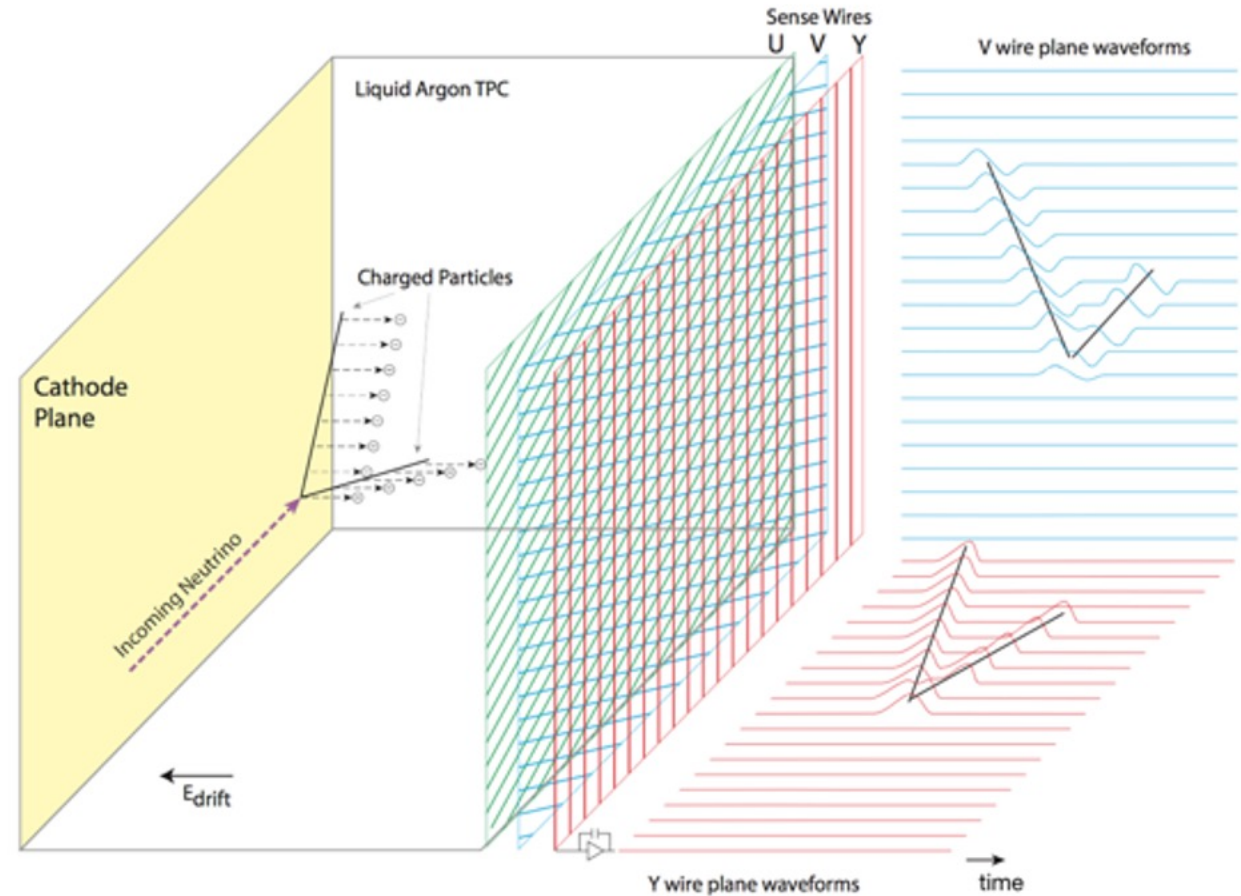 Sense Wires
U V Y
V wire plane waveforms
Liquid Argon TPC
Charged Particles
Cathode
Plane
Incoming Neutrino
Edrift
Y wire plane waveforms
time